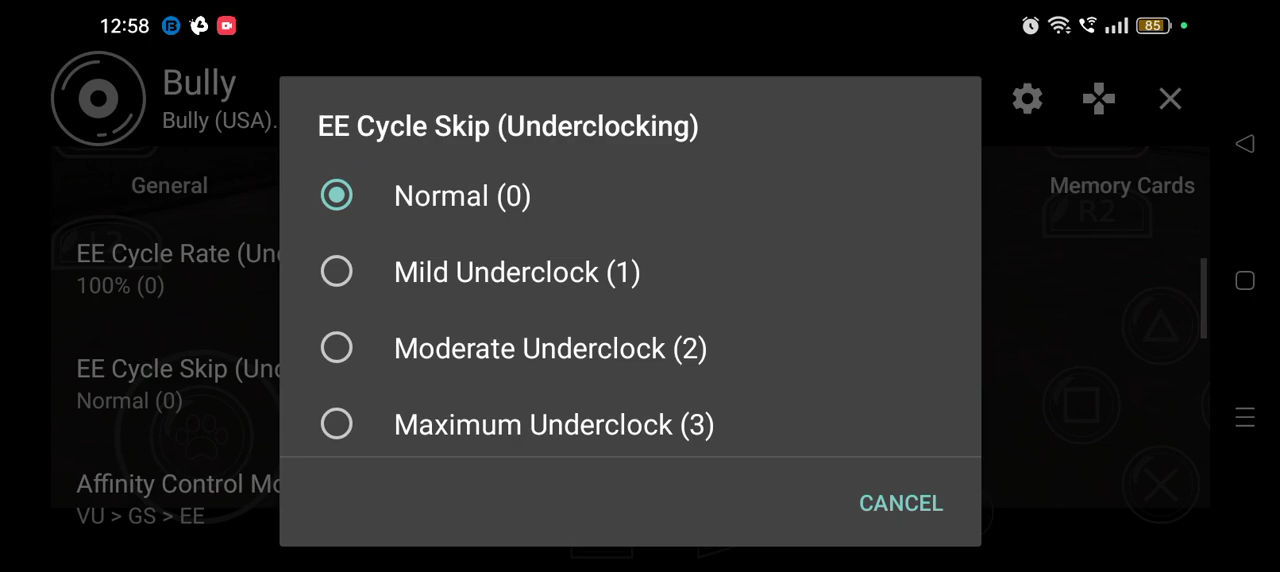 12:58
85
Bully
Bully (USA).
General
Memory Cards
EE Cycle Rate (Un
100% (0)
EE Cycle Skip (Und
Normal (0)
Affinity Control Mo
VU > GS > EE
R2
EE Cycle Skip (Underclocking)
Normal (0)
Mild Underclock (1)
Moderate Underclock (2)
Maximum Underclock (3)
CANCEL